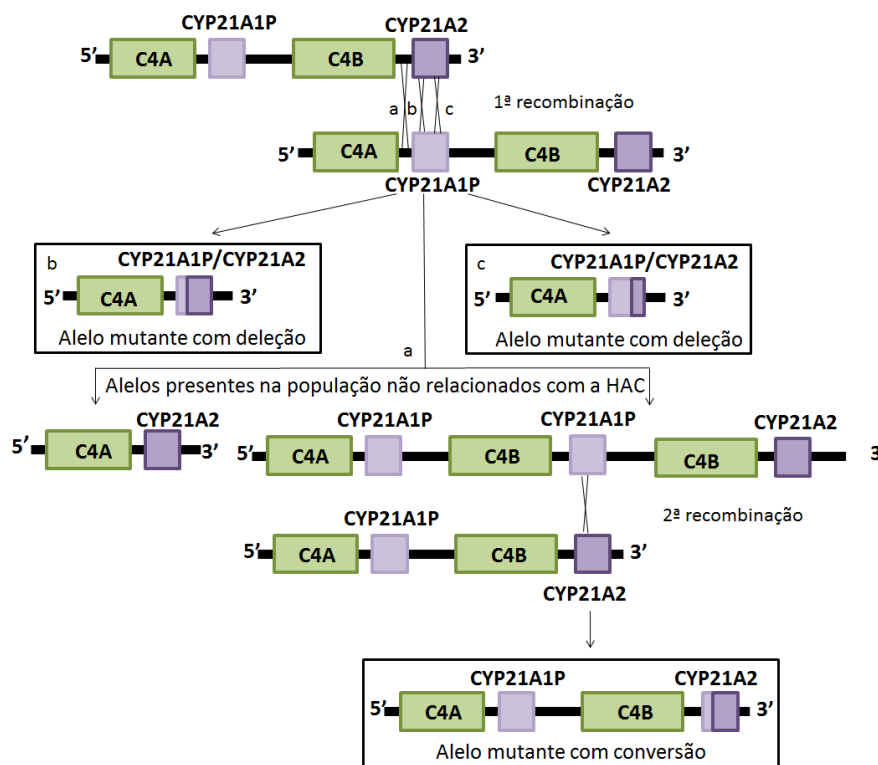 CYP21A1P CYP21A2
5’ C4A C4B 3’
a b c 1ª recombinação
5’ C4A C4B 3’
CYP21A1P CYP21A2
b CYP21A1P/CYP21A2
5’ C4A 3’
Alelo mutante com deleção
c CYP21A1P/CYP21A2
5’ C4A 3’
Alelo mutante com deleção
a
Alelos presentes na população não relacionados com a HAC
CYP21A2 CYP21A1P CYP21A1P CYP21A2
5’ C4A 3’ 5’ C4A C4B C4B 3’
CYP21A1P 2ª recombinação
5’ C4A C4B 3’
CYP21A2
CYP21A1P CYP21A2
5’ C4A C4B 3’
Alelo mutante com conversão